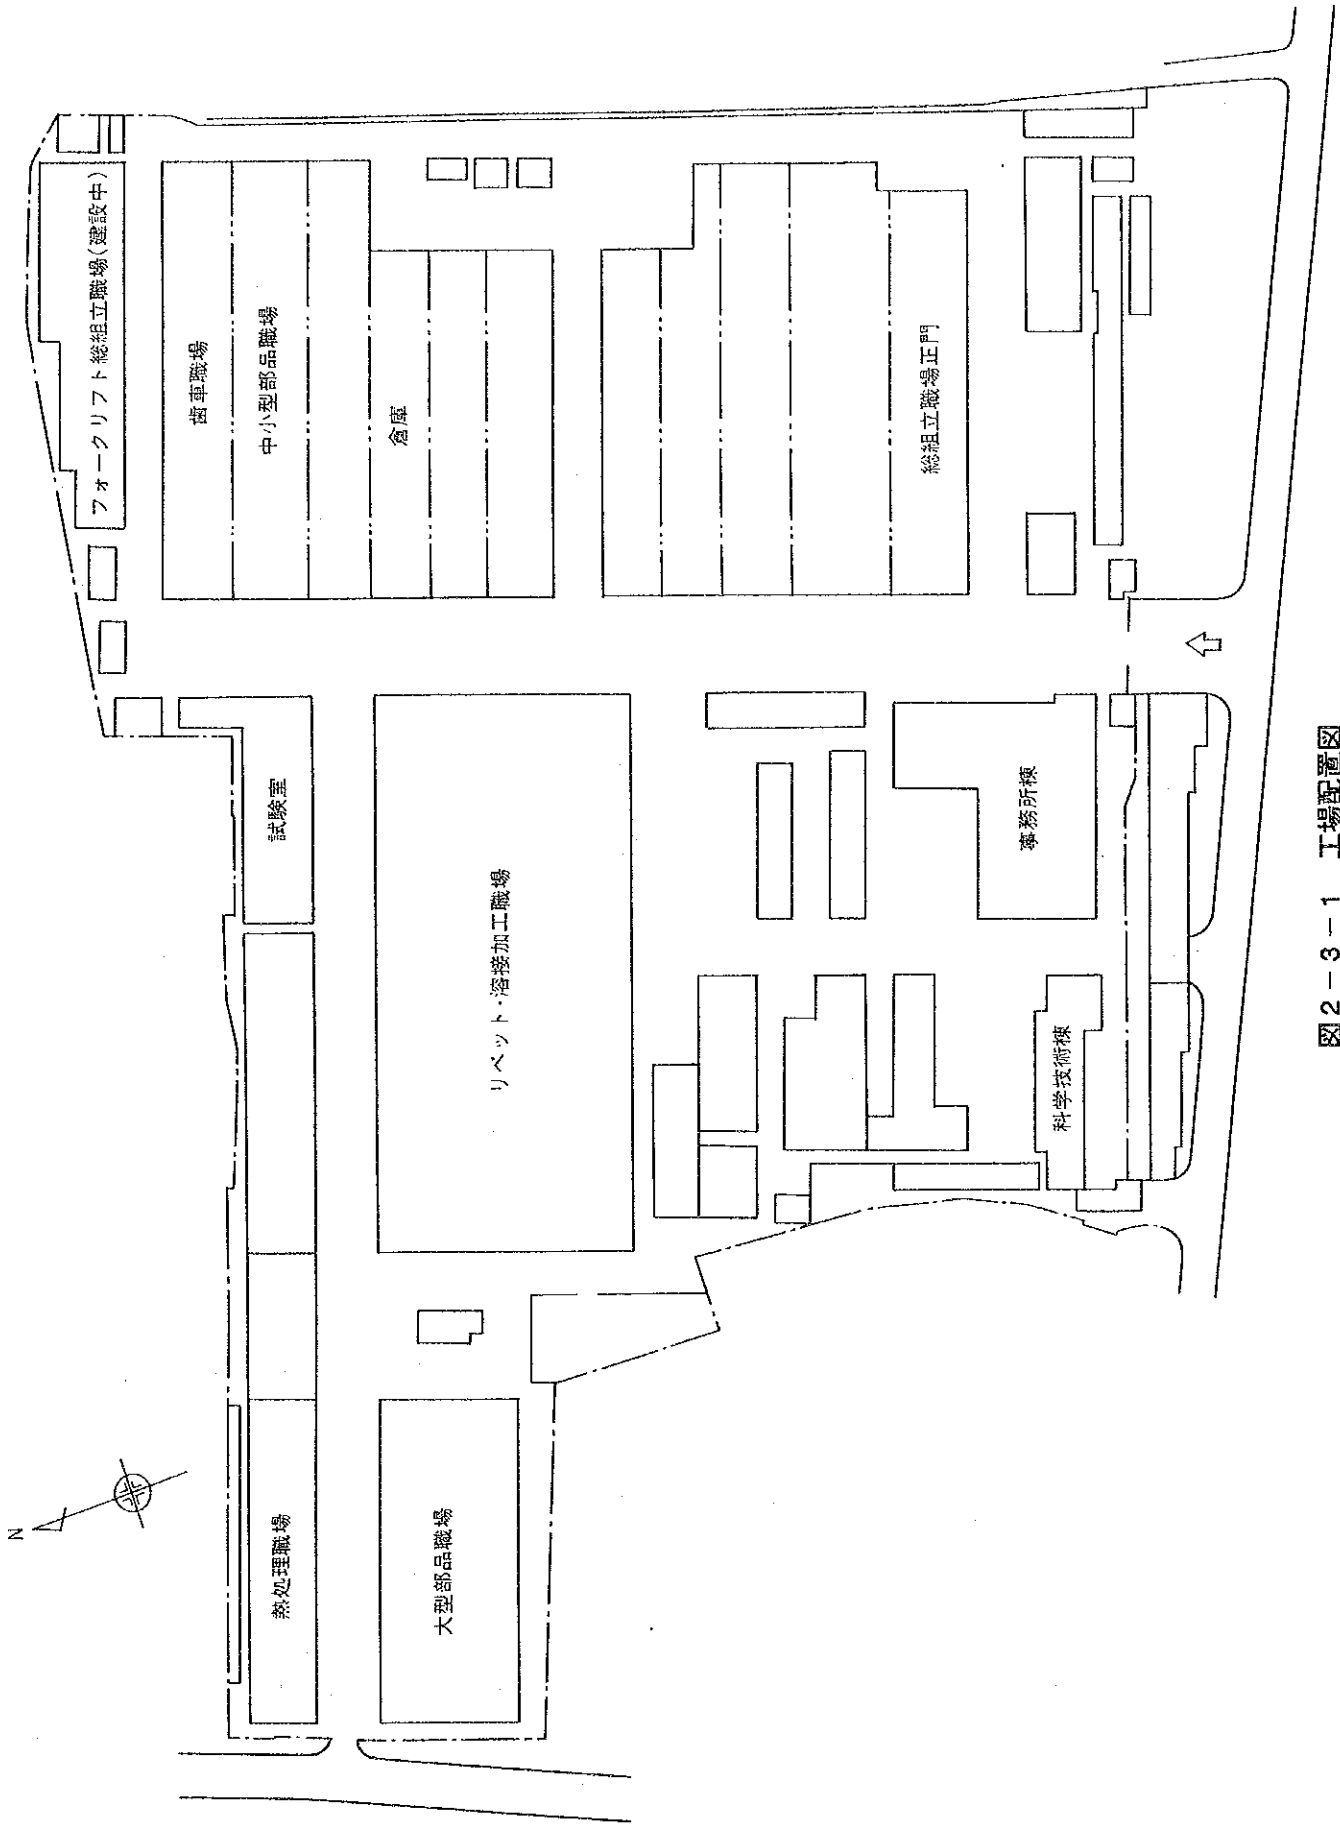 N
フォークリフト総組立職場(建設中)
歯車職場
中小型部品職場
倉庫
総組立職場正門
試験室
リベット・溶接加工職場
事務所棟
科学技術棟
熱処理職場
大型部品職場
図2-3-1 工場配置図